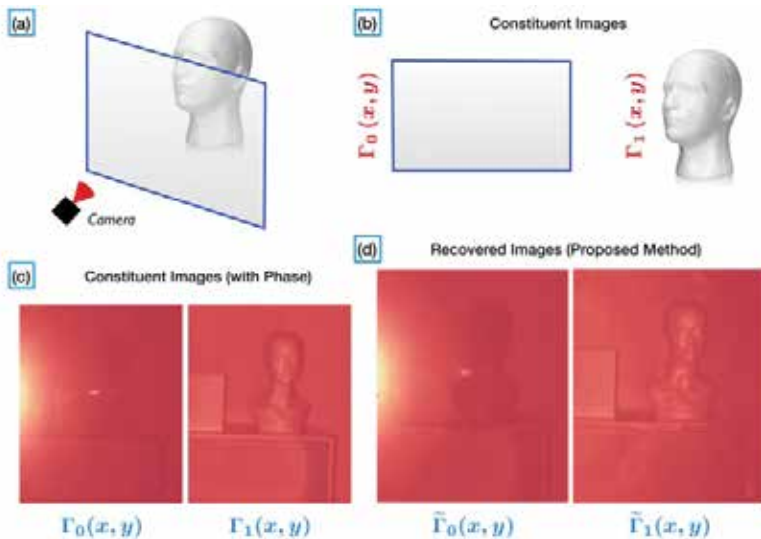 (a)
Camera
(b)
Constituent Images
Γ₀(x, y)
Γ₁(x, y)
(c)
Constituent Images (with Phase)
Γ₀(x, y)
Γ₁(x, y)
(d)
Recovered Images (Proposed Method)
Γ̃₀(x, y)
Γ̃₁(x, y)